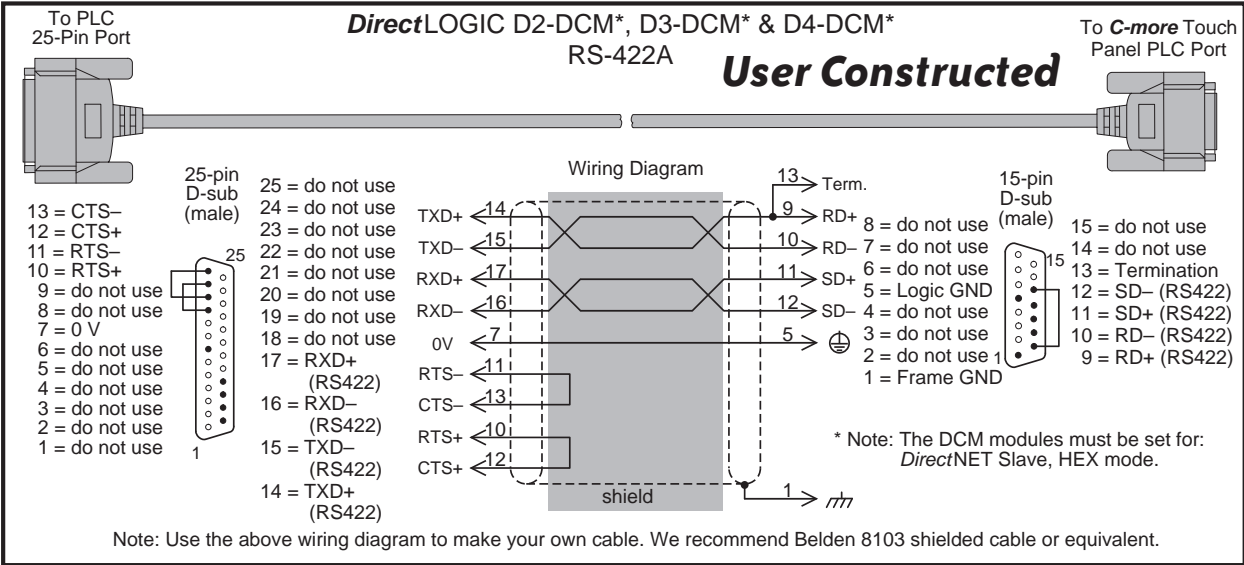 To PLC
25-Pin Port
DirectLOGIC D2-DCM*, D3-DCM* & D4-DCM*
RS-422A
User Constructed
To C-more Touch
Panel PLC Port
25-pin
D-sub
(male)
13 = CTS–
12 = CTS+
11 = RTS–
10 = RTS+
9 = do not use
8 = do not use
7 = 0 V
6 = do not use
5 = do not use
4 = do not use
3 = do not use
2 = do not use
1 = do not use
25
1
25 = do not use
24 = do not use
23 = do not use
22 = do not use
21 = do not use
20 = do not use
19 = do not use
18 = do not use
17 = RXD+
(RS422)
16 = RXD–
(RS422)
15 = TXD–
(RS422)
14 = TXD+
(RS422)
Wiring Diagram
13 Term.
TXD+ 14 9 RD+
TXD– 15 10 RD–
RXD+ 17 11 SD+
RXD– 16 12 SD–
0V 7 5
RTS– 11
CTS– 13
RTS+ 10
CTS+ 12
shield
1
15-pin
D-sub
(male)
8 = do not use
7 = do not use
6 = do not use
5 = Logic GND
4 = do not use
3 = do not use
2 = do not use
1 = Frame GND
15
1
15 = do not use
14 = do not use
13 = Termination
12 = SD– (RS422)
11 = SD+ (RS422)
10 = RD– (RS422)
9 = RD+ (RS422)
* Note: The DCM modules must be set for:
DirectNET Slave, HEX mode.
Note: Use the above wiring diagram to make your own cable. We recommend Belden 8103 shielded cable or equivalent.